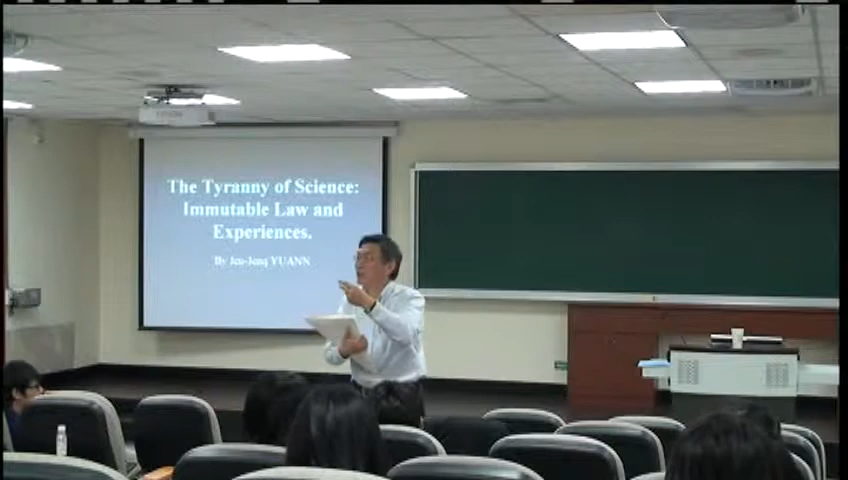 The Tyranny of Science:
Immutable Law and
Experiences.
By Jeu-Jenq YUANN